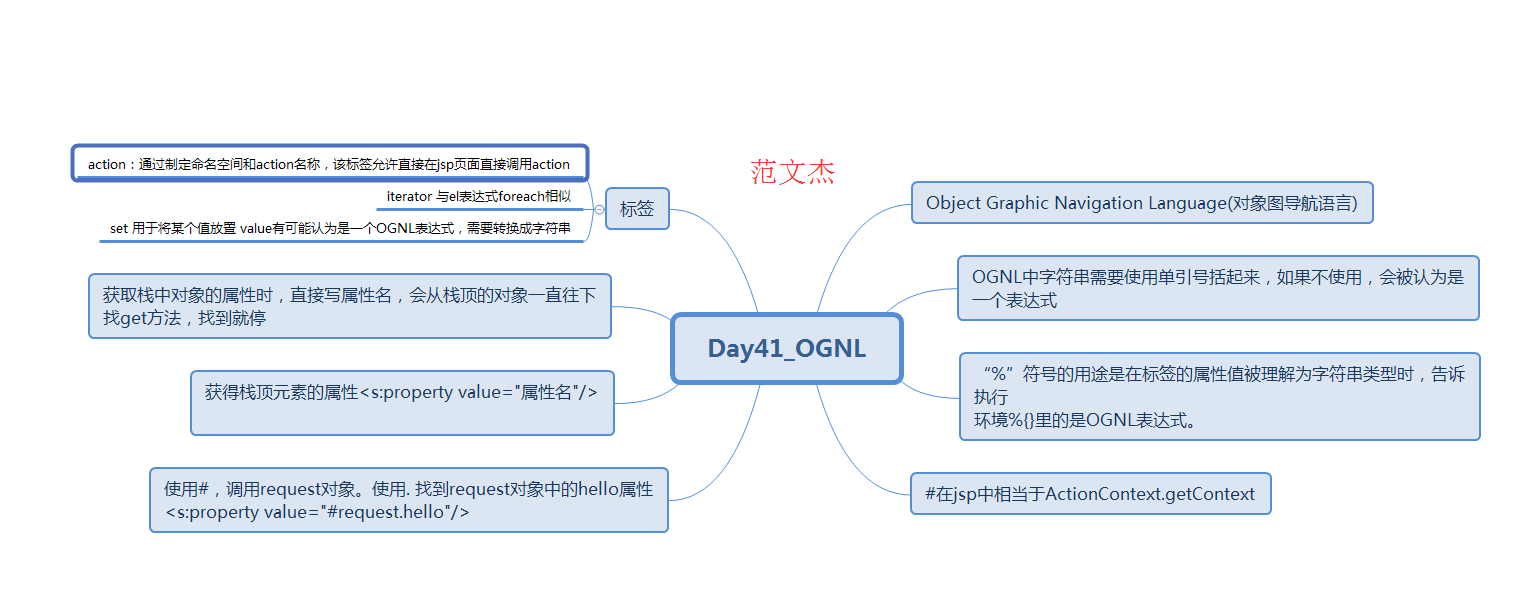 范文杰
action：通过制定命名空间和action名称，该标签允许直接在jsp页面直接调用action
iterator 与el表达式foreach相似
set 用于将某个值放置 value有可能认为是一个OGNL表达式，需要转换成字符串
标签
获取栈中对象的属性时，直接写属性名，会从栈顶的对象一直往下
找get方法，找到就停
获得栈顶元素的属性<s:property value="属性名"/>
使用#，调用request对象。使用. 找到request对象中的hello属性
<s:property value="#request.hello"/>
Day41_OGNL
Object Graphic Navigation Language(对象图导航语言)
OGNL中字符串需要使用单引号括起来，如果不使用，会被认为是
一个表达式
“%”符号的用途是在标签的属性值被理解为字符串类型时，告诉
执行
环境%{}里的是OGNL表达式。
#在jsp中相当于ActionContext.getContext